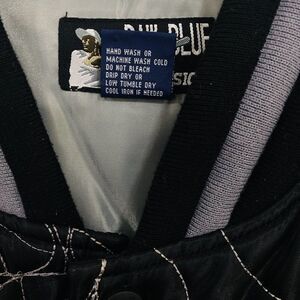 HAND WASH OR
MACHINE WASH COLD
DO NOT BLEACH
DRIP DRY OR
LOW TUMBLE DRY
COOL IRON IF NEEDED